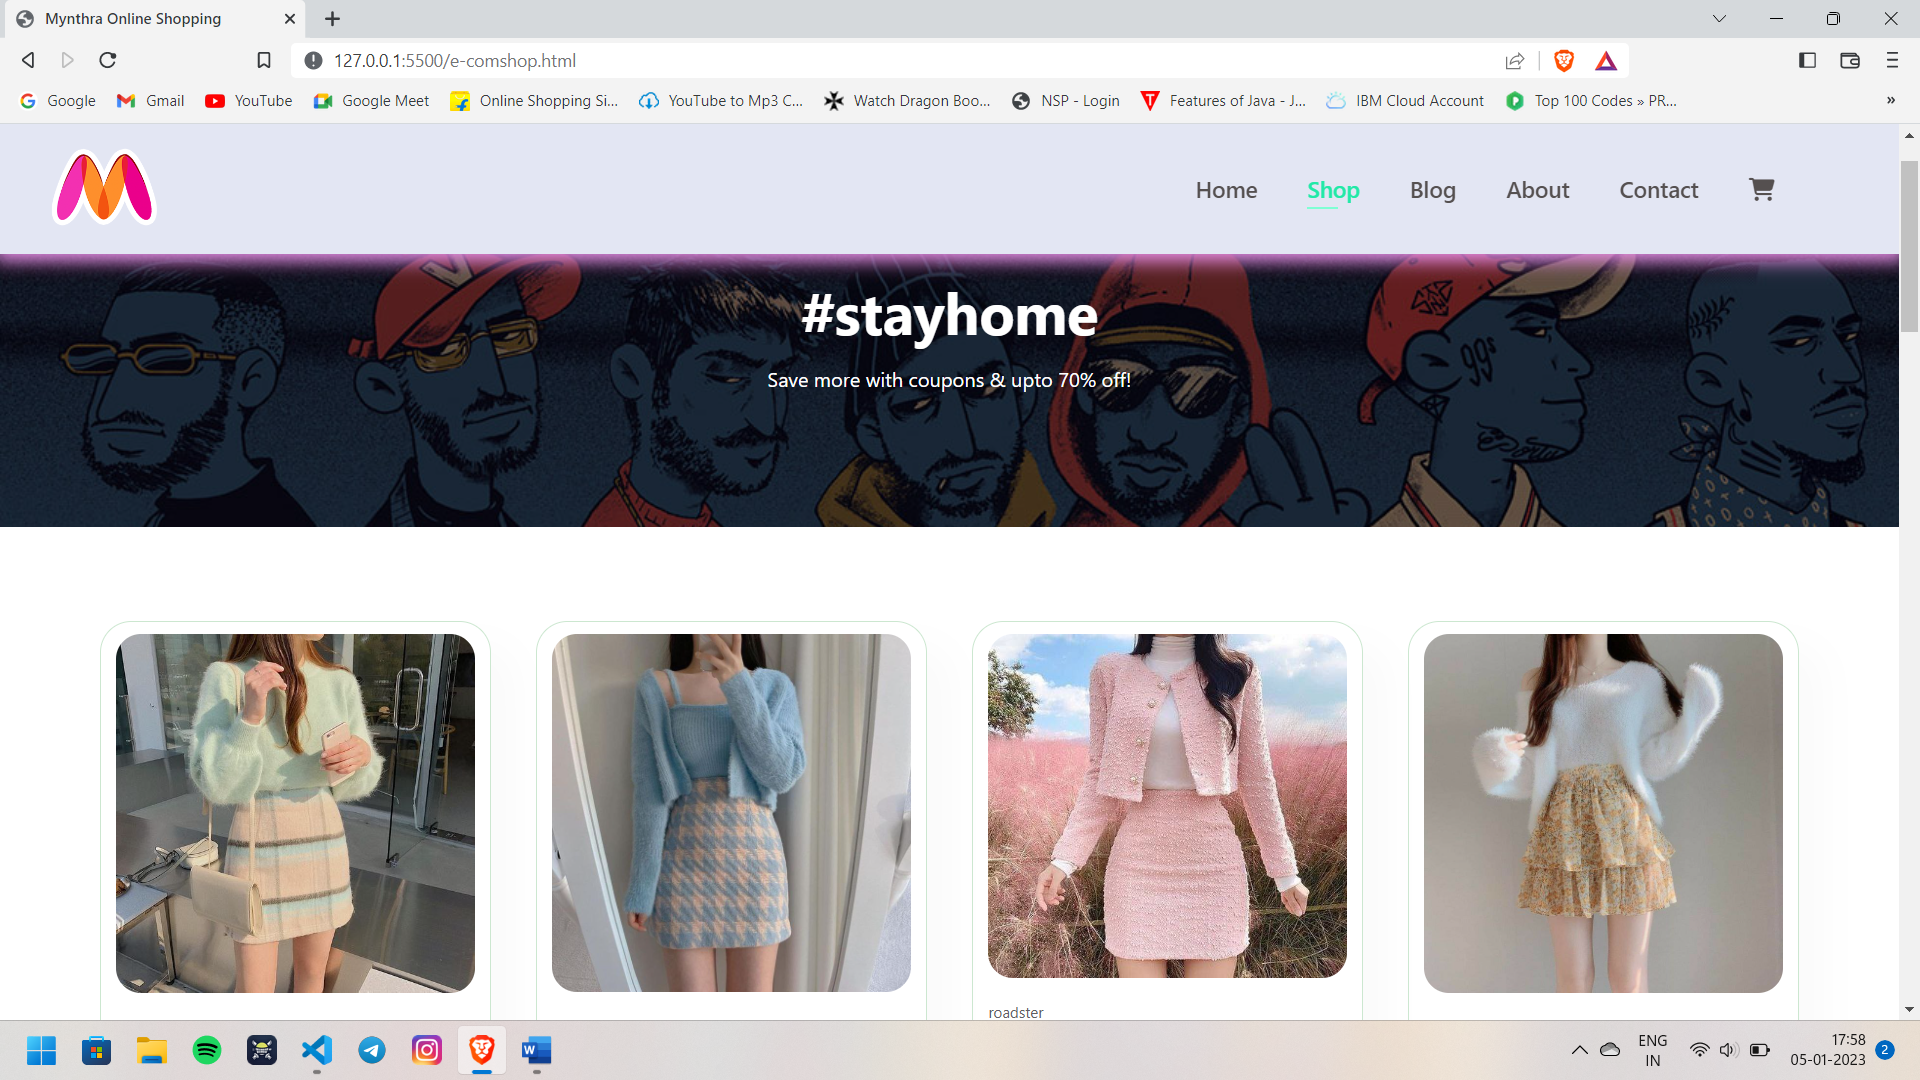 Mynthra Online Shopping
127.0.0.1:5500/e-comshop.html
Google
Gmail
YouTube
Google Meet
Online Shopping Si...
YouTube to Mp3 C...
Watch Dragon Boo...
NSP - Login
Features of Java - J...
IBM Cloud Account
Top 100 Codes » PR...
»
Home
Shop
Blog
About
Contact
#stayhome
Save more with coupons & upto 70% off!
99s
roadster
ENG
IN
17:58
05-01-2023
2